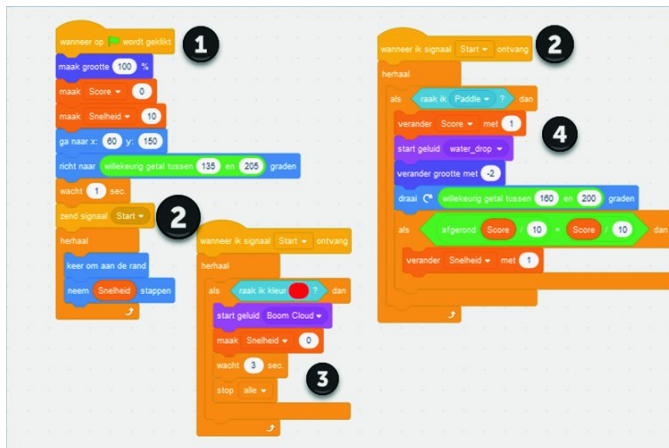 wanneer op wordt geklikt
1
maak grootte 100 %
maak Score 0
maak Snelheid 10
ga naar x: 60 y: 150
richt naar willekeurig getal tussen 135 en 205 graden
wacht 1 sec.
zend signaal Start
2
herhaal
keer om aan de rand
neem Snelheid stappen
wanneer ik signaal Start ontvang
herhaal
als raak ik kleur ? dan
start geluid Boom Cloud
maak Snelheid 0
wacht 3 sec.
3
stop alle
wanneer ik signaal Start ontvang
2
herhaal
als raak ik Paddle ? dan
verander Score met 1
4
start geluid water_drop
verander grootte met -2
draai willekeurig getal tussen 160 en 200 graden
als afgerond Score / 10 = Score / 10 dan
verander Snelheid met 1